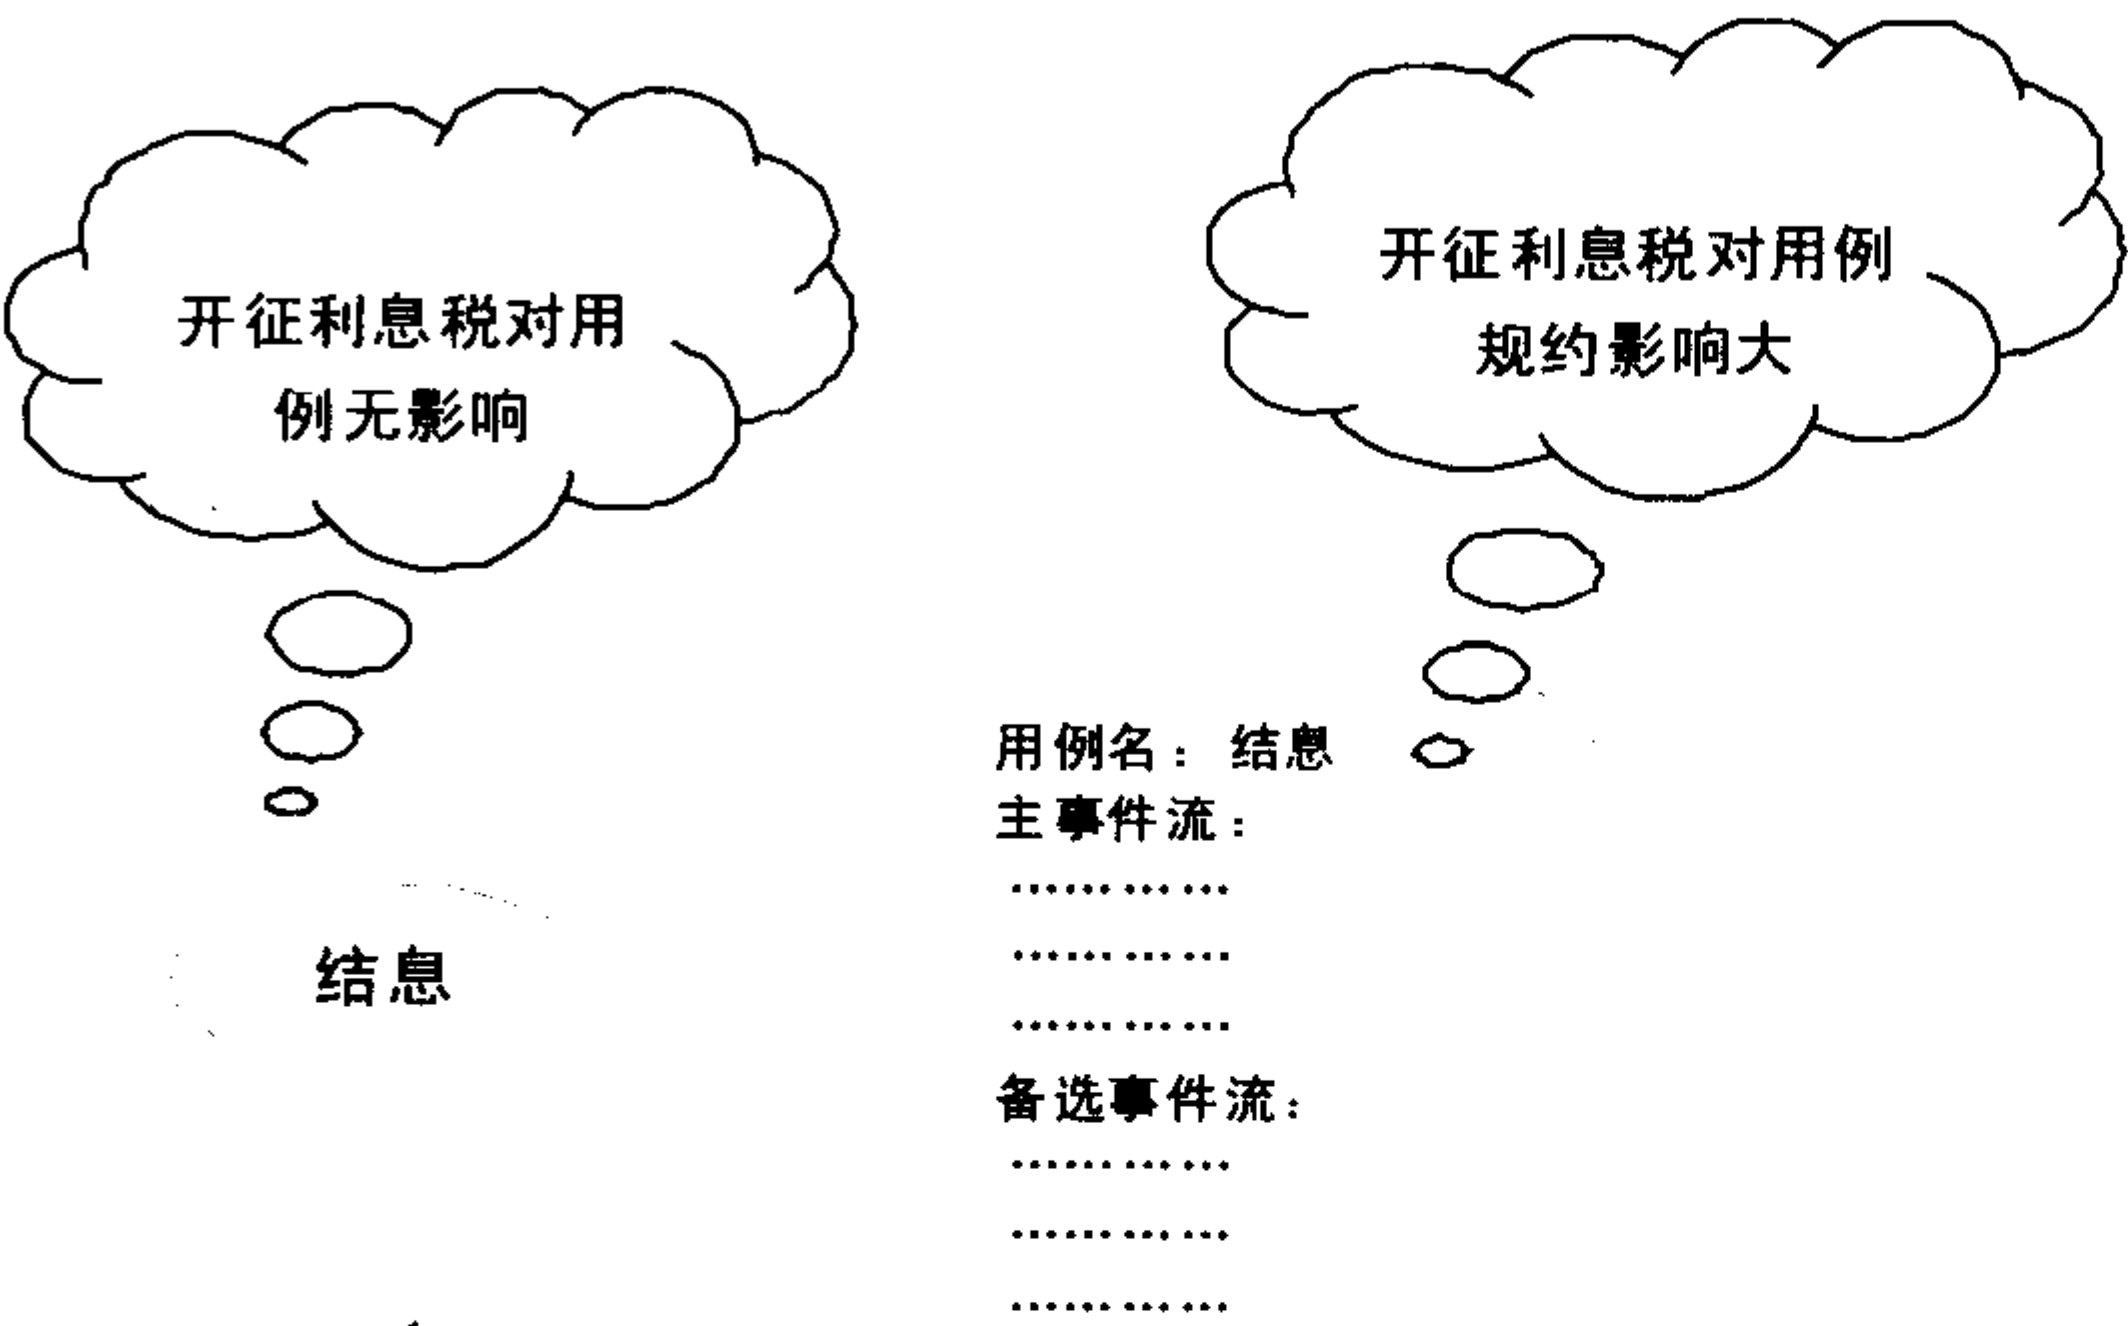 开征利息税对用
例无影响
开征利息税对用例
规约影响大
结息
用例名：结息
主事件流：
…………
…………
…………
备选事件流：
…………
…………
…………